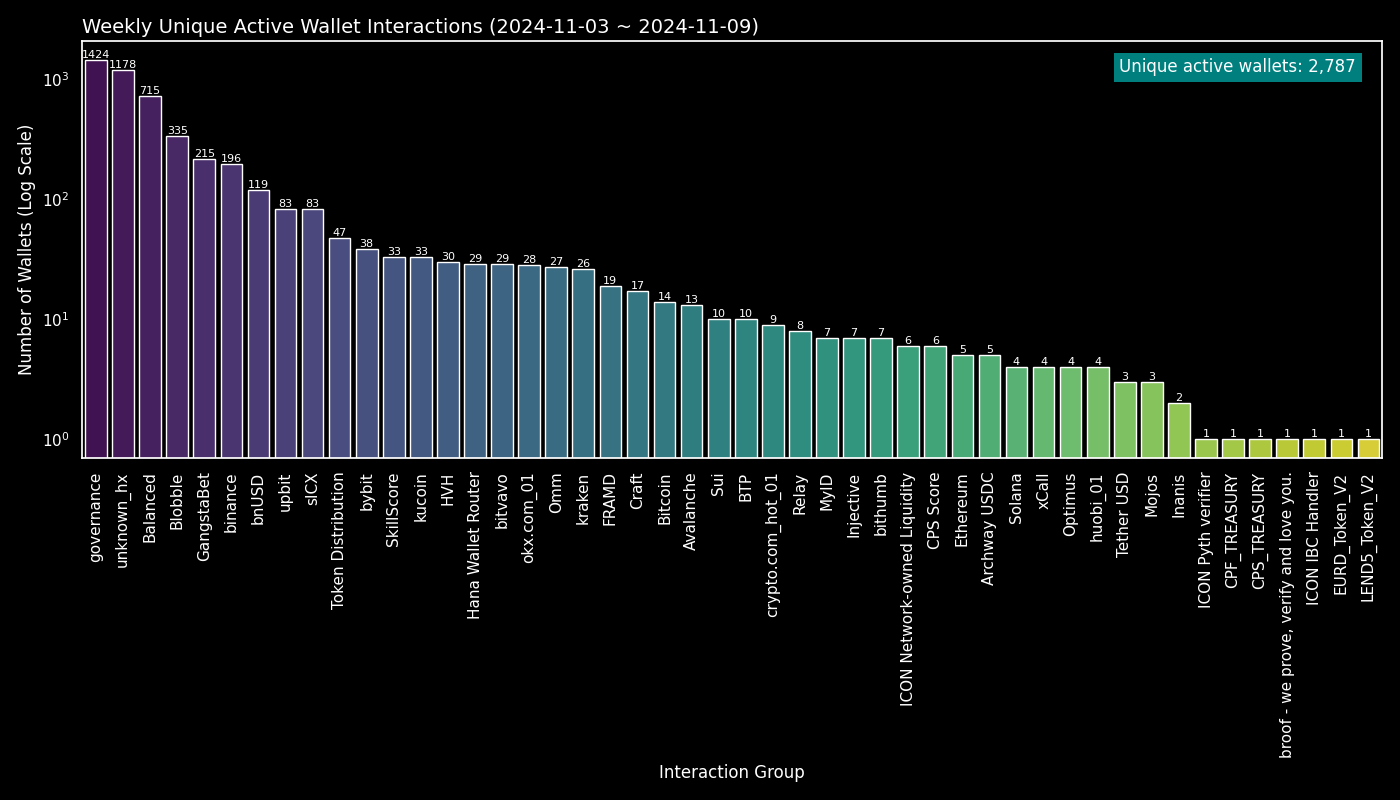 Weekly Unique Active Wallet Interactions (2024-11-03 ~ 2024-11-09)
Unique active wallets: 2,787
Number of Wallets (Log Scale)
10³
10²
10¹
10⁰
1424
1178
715
335
215
196
119
83
83
47
38
33
33
30
29
29
28
27
26
19
17
14
13
10
10
9
8
7
7
7
6
6
5
5
4
4
4
4
3
3
2
1
1
1
1
1
1
1
governance
unknown_hx
Balanced
Blobble
GangstaBet
binance
bnUSD
upbit
sICX
Token Distribution
bybit
SkillScore
kucoin
HVH
Hana Wallet Router
bitvavo
okx.com_01
Omm
kraken
FRAMD
Craft
Bitcoin
Avalanche
Sui
BTP
crypto.com_hot_01
Relay
MyID
Injective
bithumb
ICON Network-owned Liquidity
CPS Score
Ethereum
Archway USDC
Solana
xCall
Optimus
huobi_01
Tether USD
Mojos
Inanis
ICON Pyth verifier
CPF_TREASURY
CPS_TREASURY
broof - we prove, verify and love you.
ICON IBC Handler
EURD_Token_V2
LEND5_Token_V2
Interaction Group